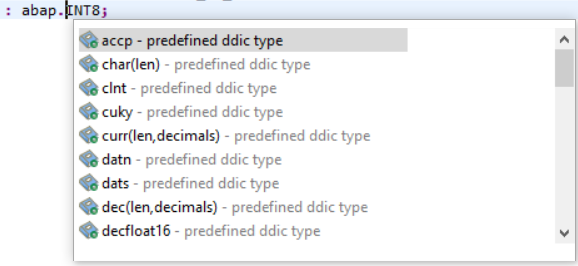 : abap.INT8;
accp - predefined ddic type
char(len) - predefined ddic type
clnt - predefined ddic type
cuky - predefined ddic type
curr(len,decimals) - predefined ddic type
datn - predefined ddic type
dats - predefined ddic type
dec(len,decimals) - predefined ddic type
decfloat16 - predefined ddic type